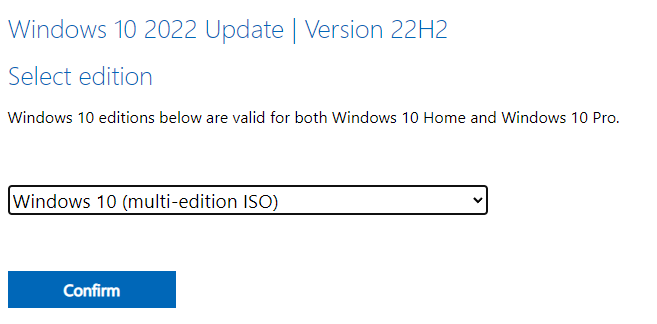 Windows 10 2022 Update | Version 22H2
Select edition
Windows 10 editions below are valid for both Windows 10 Home and Windows 10 Pro.
Windows 10 (multi-edition ISO)
Confirm